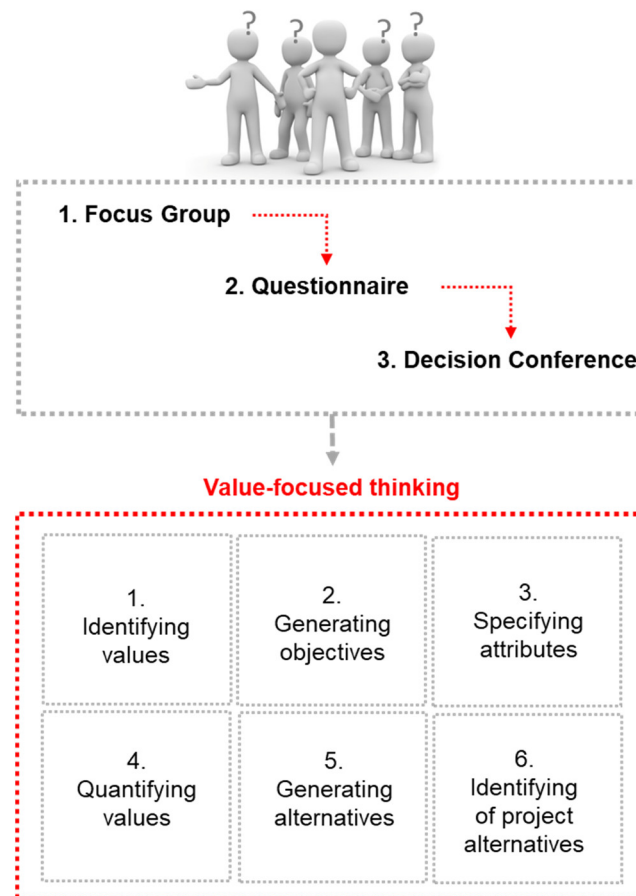 ? ? ? ?
1. Focus Group
2. Questionnaire
3. Decision Conference
Value-focused thinking
1.
Identifying
values
2.
Generating
objectives
3.
Specifying
attributes
4.
Quantifying
values
5.
Generating
alternatives
6.
Identifying
of project
alternatives